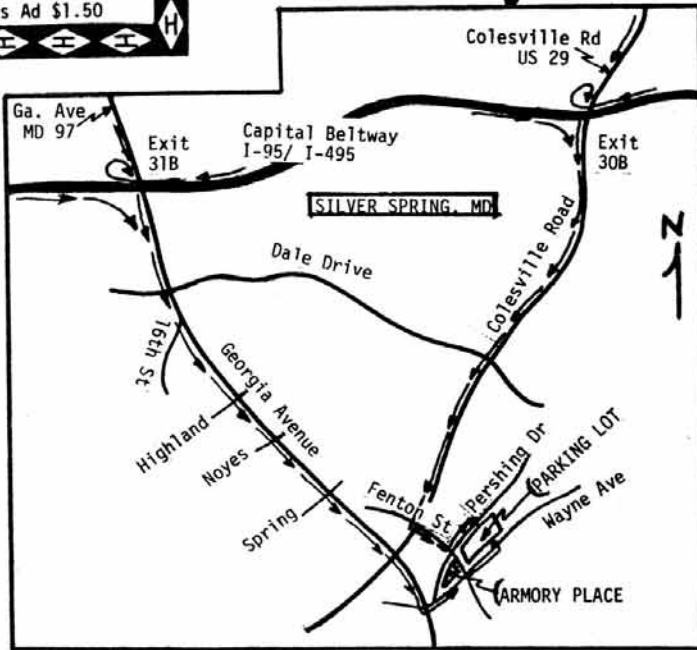 s Ad $1.50
H
H H H
Colesville Rd
US 29
Ga. Ave
MD 97
Exit
31B
Capital Beltway
I-95/ I-495
Exit
30B
SILVER SPRING, MD
N
Dale Drive
Colesville Road
16th St
Georgia Avenue
Highland
Noyes
Spring
Fenton St
Pershing Dr
PARKING LOT
Wayne Ave
ARMORY PLACE